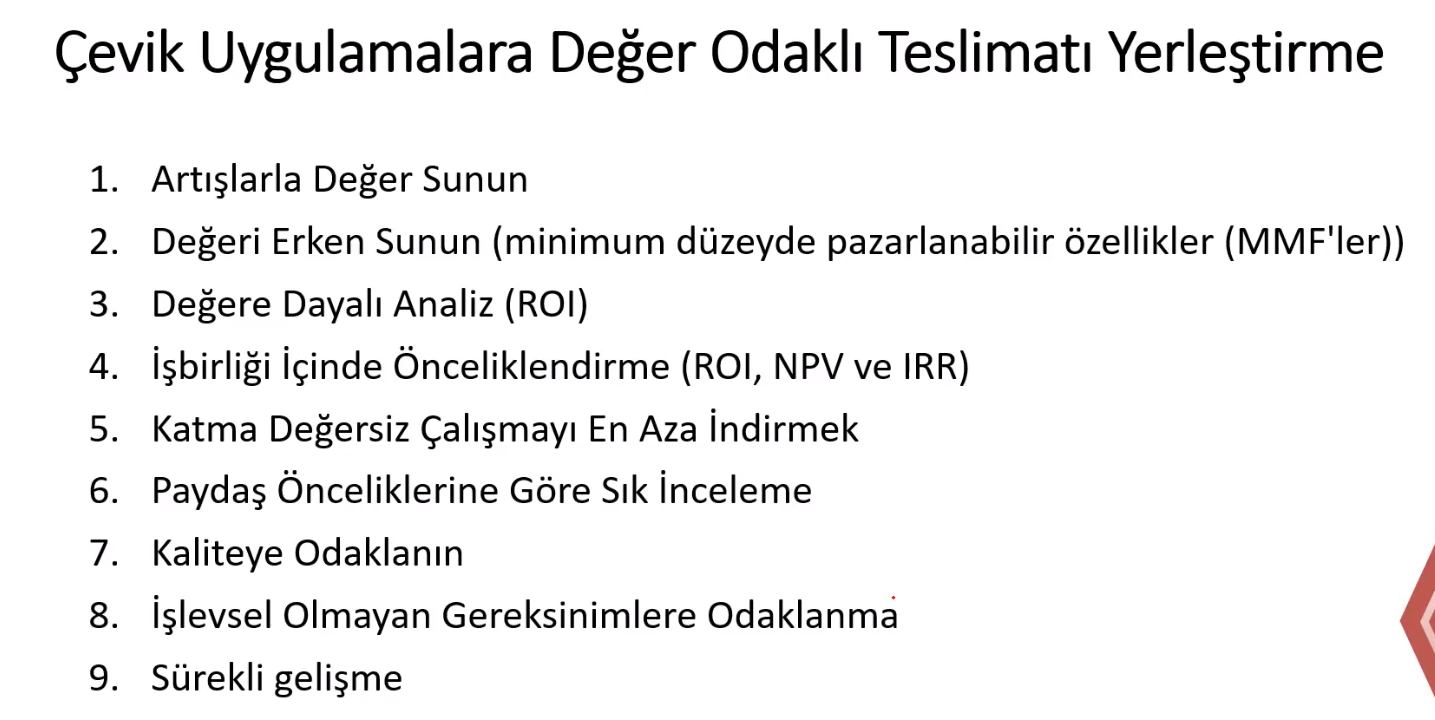 Çevik Uygulamalara Değer Odaklı Teslimatı Yerleştirme
1. Artışlarla Değer Sunun
2. Değeri Erken Sunun (minimum düzeyde pazarlanabilir özellikler (MMF'ler))
3. Değere Dayalı Analiz (ROI)
4. İşbirliği İçinde Önceliklendirme (ROI, NPV ve IRR)
5. Katma Değersiz Çalışmayı En Aza İndirmek
6. Paydaş Önceliklerine Göre Sık İnceleme
7. Kaliteye Odaklanın
8. İşlevsel Olmayan Gereksinimlere Odaklanma
9. Sürekli gelişme